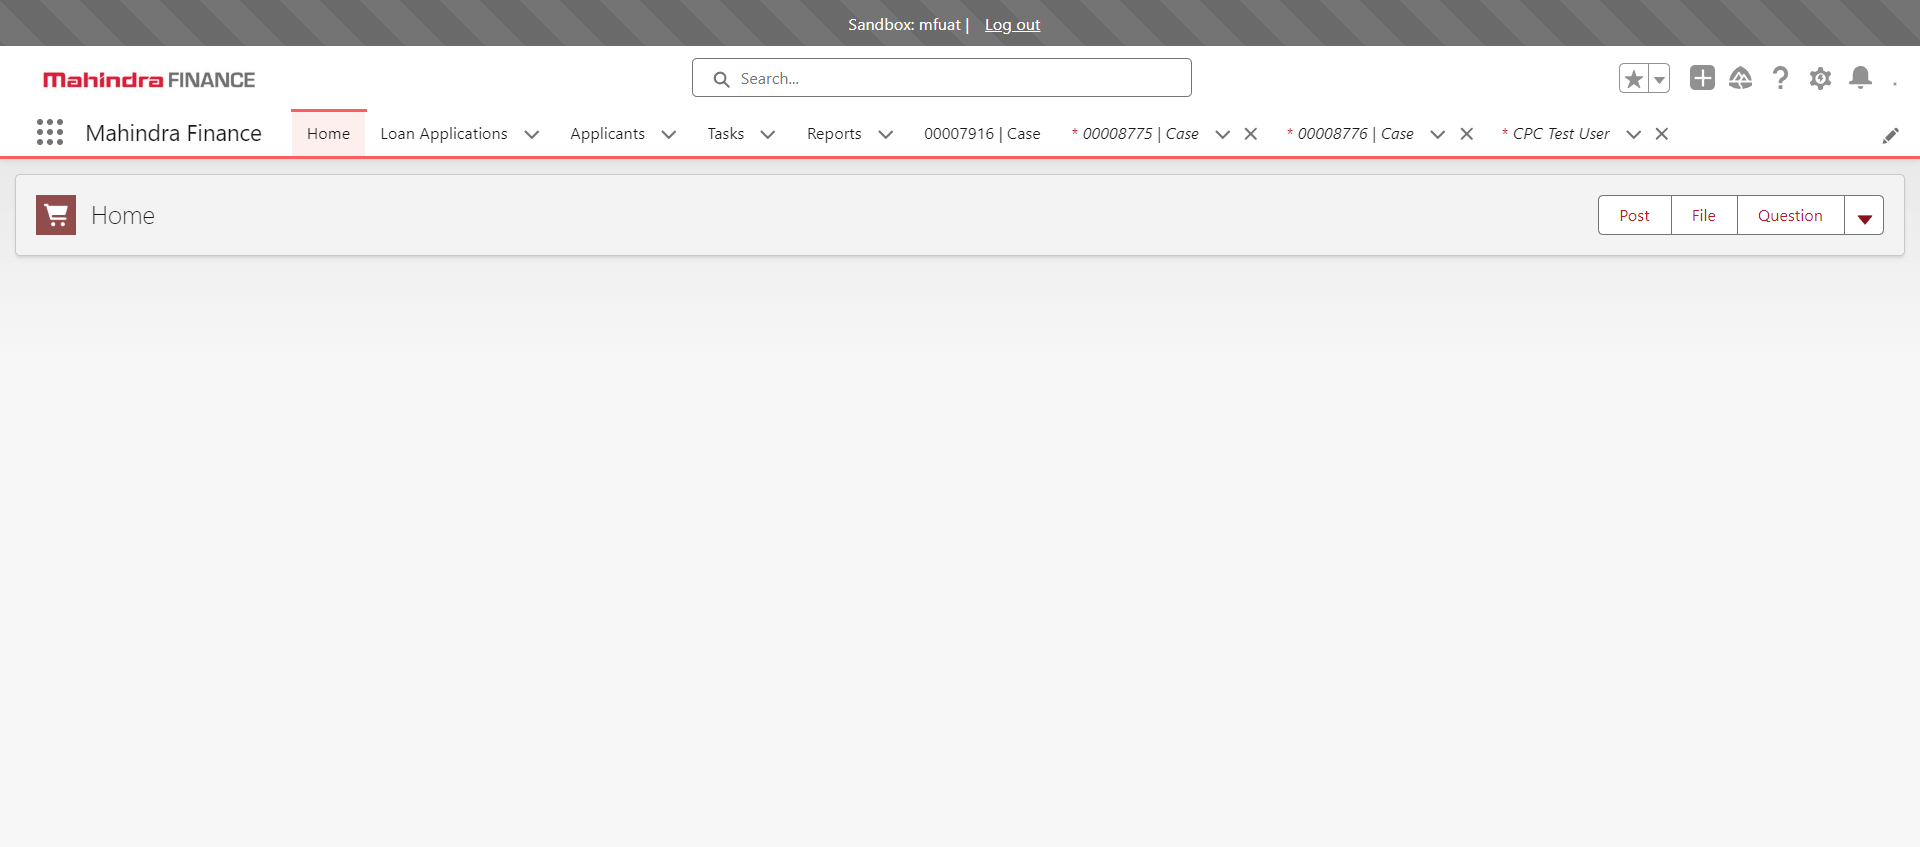 Sandbox: mfuat | Log out
Mahindra FINANCE
Search...
Mahindra Finance
Home
Loan Applications
Applicants
Tasks
Reports
00007916 | Case
* 00008775 | Case
* 00008776 | Case
* CPC Test User
Home
Post
File
Question